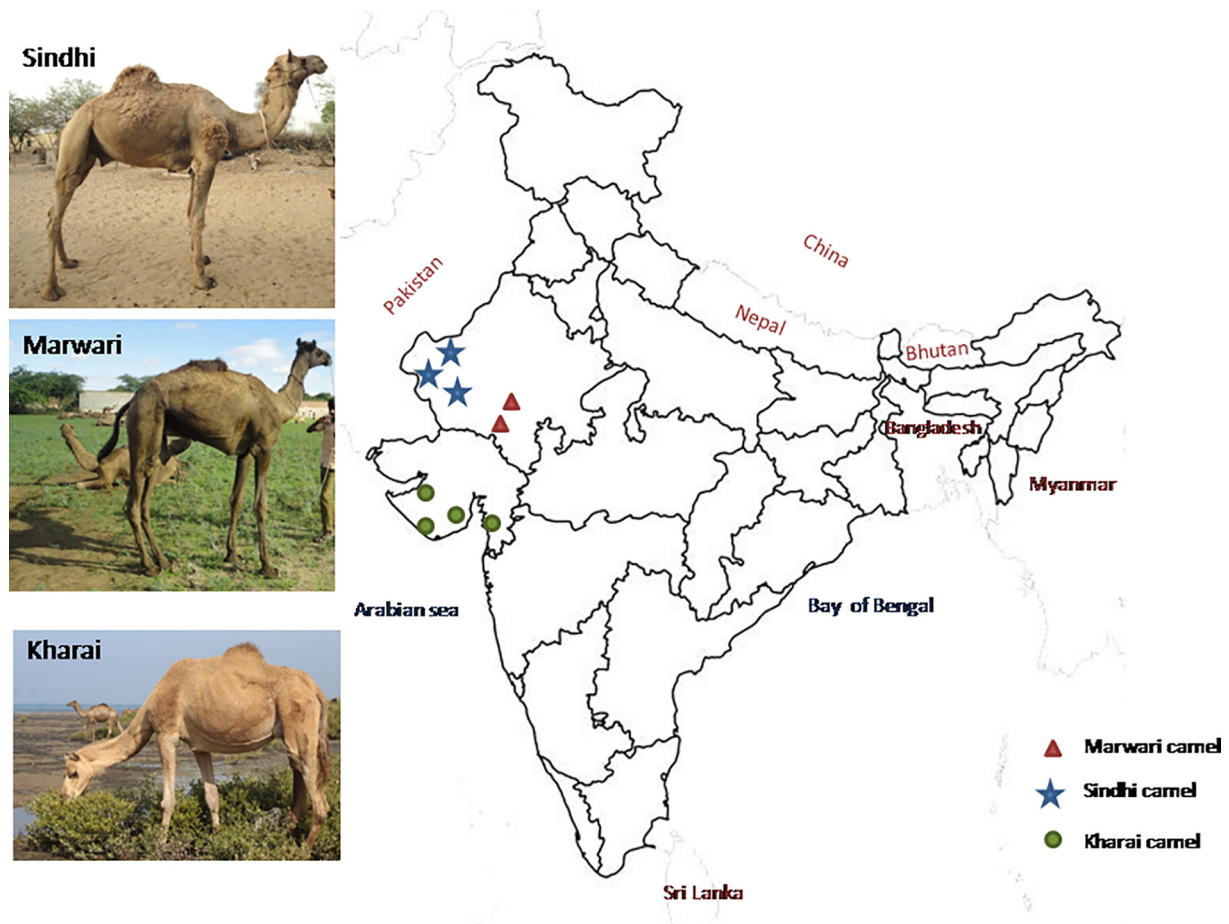 Sindhi
Marwari
Kharai
China
Pakistan
Nepal
Bhutan
Bangladesh
Myanmar
Arabian sea
Bay of Bengal
Marwari camel
Sindhi camel
Kharai camel
Sri Lanka